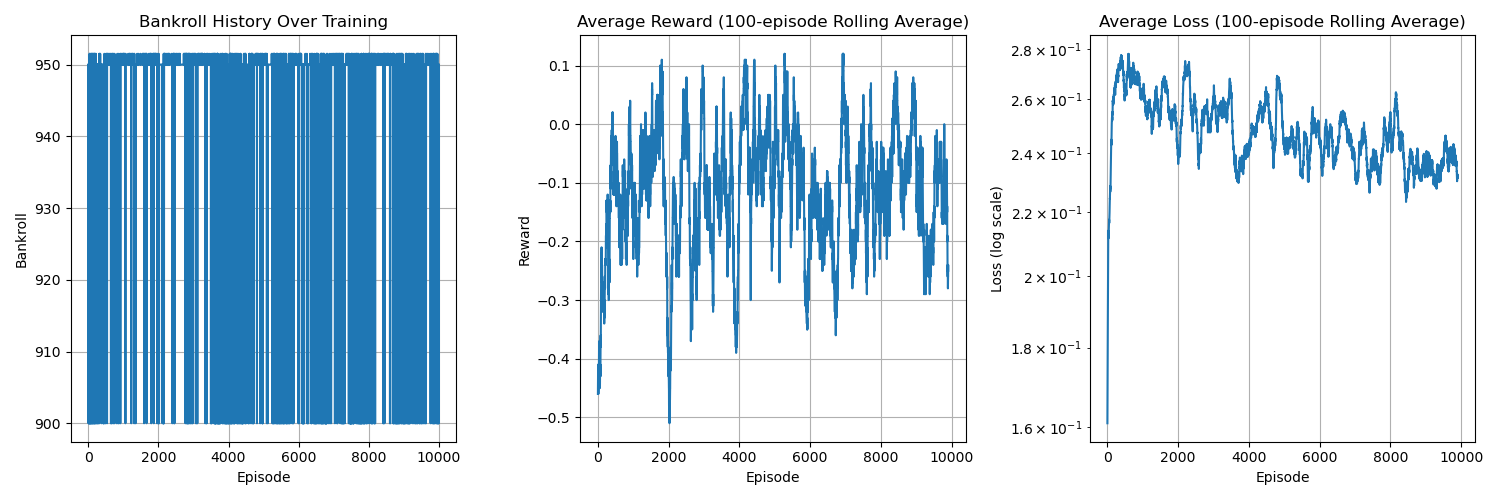 Bankroll History Over Training
Bankroll
950
940
930
920
910
900
0 2000 4000 6000 8000 10000
Episode
Average Reward (100-episode Rolling Average)
Reward
0.1
0.0
−0.1
−0.2
−0.3
−0.4
−0.5
0 2000 4000 6000 8000 10000
Episode
Average Loss (100-episode Rolling Average)
Loss (log scale)
2.8 × 10⁻¹
2.6 × 10⁻¹
2.4 × 10⁻¹
2.2 × 10⁻¹
2 × 10⁻¹
1.8 × 10⁻¹
1.6 × 10⁻¹
0 2000 4000 6000 8000 10000
Episode